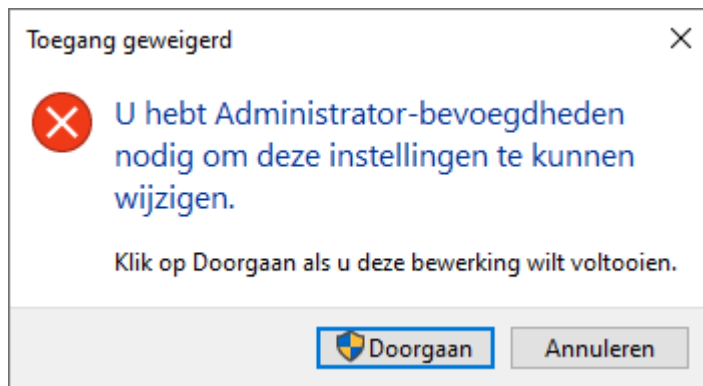 Toegang geweigerd
U hebt Administrator-bevoegdheden
nodig om deze instellingen te kunnen
wijzigen.
Klik op Doorgaan als u deze bewerking wilt voltooien.
Doorgaan
Annuleren